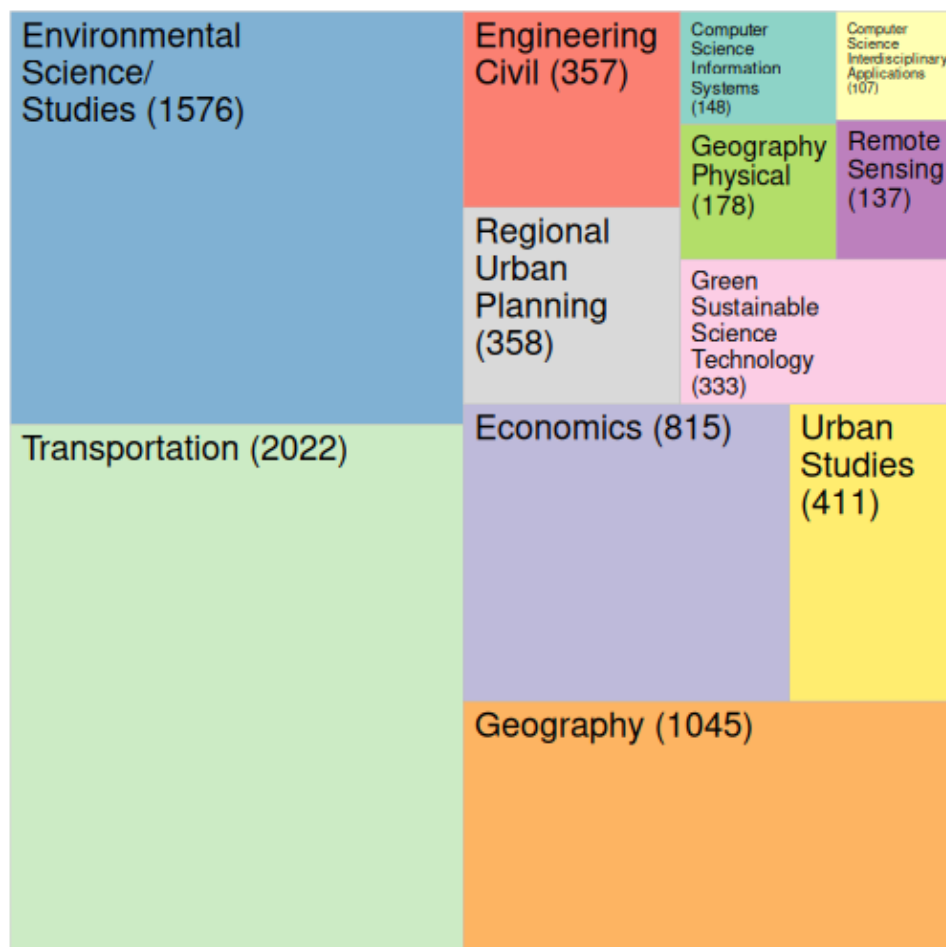 Environmental
Science/
Studies (1576)
Transportation (2022)
Engineering
Civil (357)
Regional
Urban
Planning
(358)
Computer
Science
Information
Systems
(148)
Computer
Science
Interdisciplinary
Applications
(107)
Geography
Physical
(178)
Remote
Sensing
(137)
Green
Sustainable
Science
Technology
(333)
Economics (815)
Urban
Studies
(411)
Geography (1045)